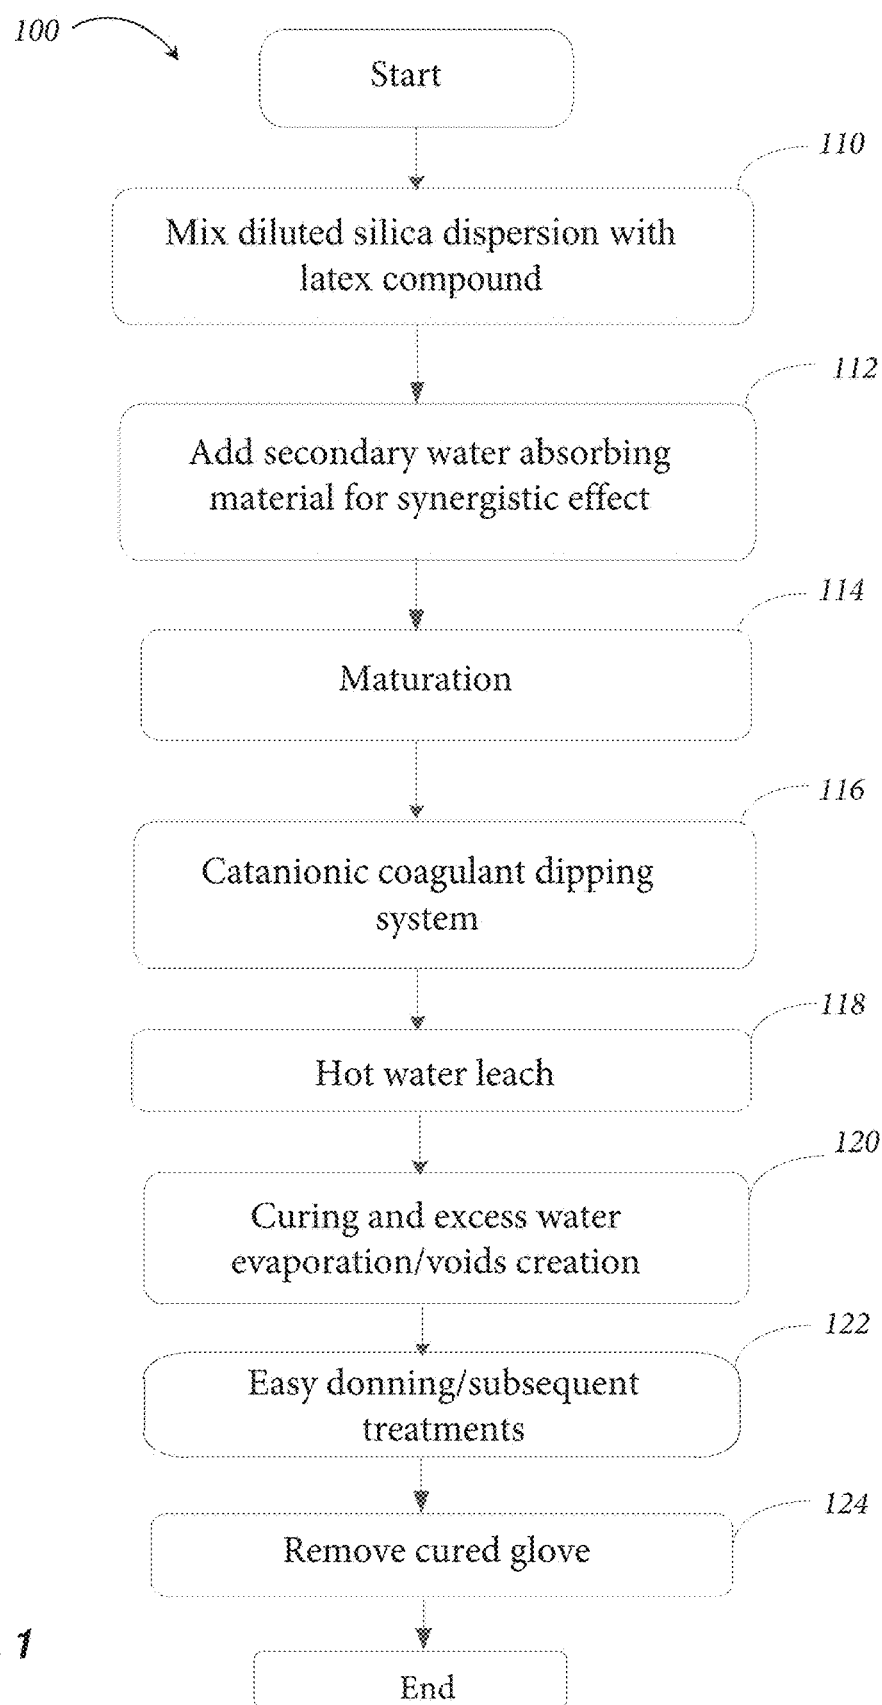 100
Start
110
Mix diluted silica dispersion with
latex compound
112
Add secondary water absorbing
material for synergistic effect
114
Maturation
116
Catanionic coagulant dipping
system
118
Hot water leach
120
Curing and excess water
evaporation/voids creation
122
Easy donning/subsequent
treatments
124
Remove cured glove
1
End